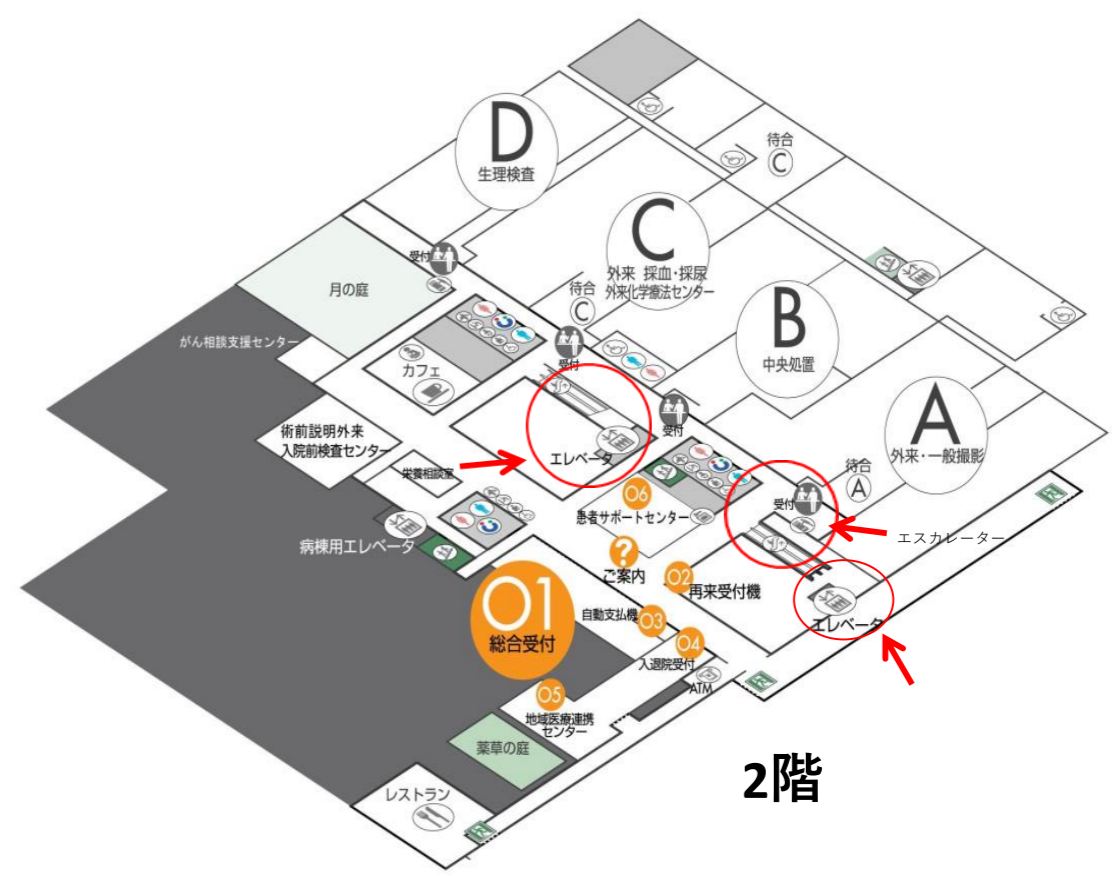 D
生理検査
待合
C
C
外来 採血・採尿
外来化学療法センター
受付
月の庭
待合
C
B
中央処置
がん相談支援センター
カフェ
受付
A
外来・一般撮影
術前説明外来
入院前検査センター
エレベータ
受付
待合
A
栄養相談室
06
患者サポートセンター
受付
エスカレーター
病棟用エレベータ
?
ご案内
02
再来受付機
01
総合受付
自動支払機
03
エレベータ
04
入退院受付
ATM
05
地域医療連携
センター
薬草の庭
2階
レストラン